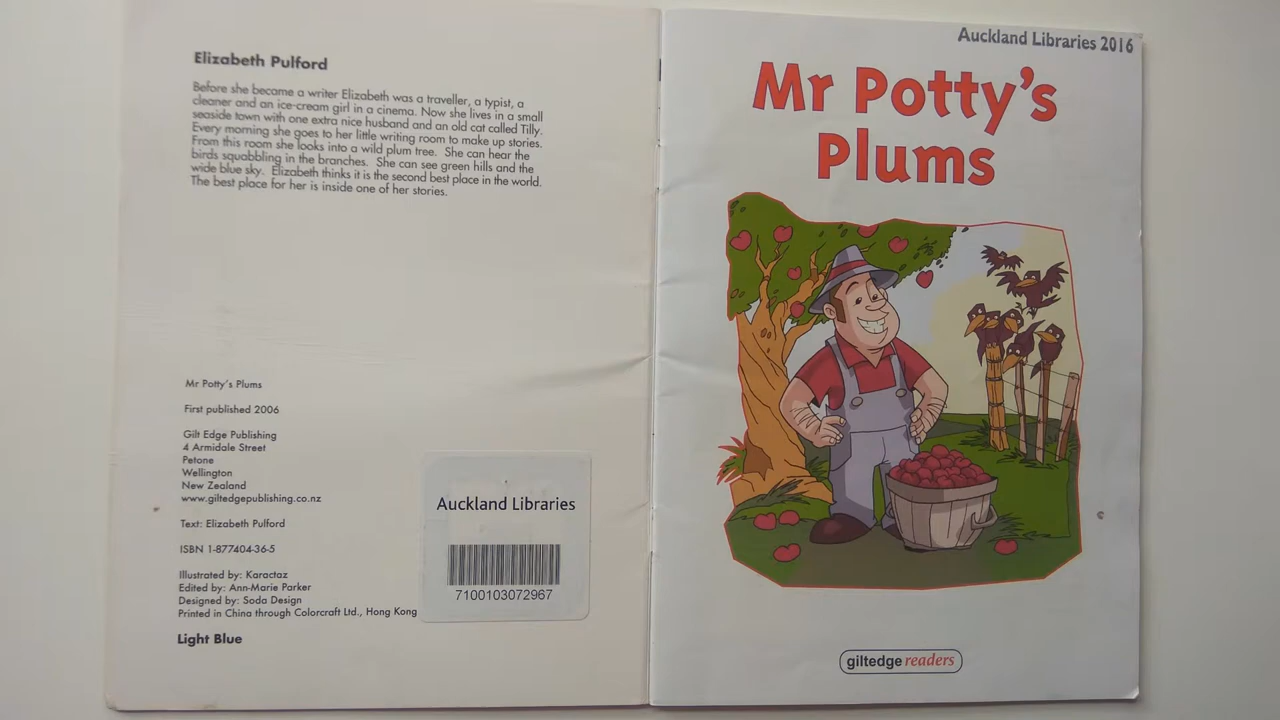 Elizabeth Pulford
Before she became a writer Elizabeth was a traveller, a typist, a
cleaner and an ice-cream girl in a cinema. Now she lives in a small
seaside town with one extra nice husband and an old cat called Tilly.
Every morning she goes to her little writing room to make up stories.
From this room she looks into a wild plum tree. She can hear the
birds squabbling in the branches. She can see green hills and the
wide blue sky. Elizabeth thinks it is the second best place in the world.
The best place for her is inside one of her stories.
Mr Potty's Plums
First published 2006
Gilt Edge Publishing
4 Armidale Street
Petone
Wellington
New Zealand
www.giltedgepublishing.co.nz
Text: Elizabeth Pulford
ISBN 1-877404-36-5
Illustrated by: Karactaz
Edited by: Ann-Marie Parker
Designed by: Soda Design
Printed in China through Colorcraft Ltd., Hong Kong
Light Blue
Auckland Libraries
7100103072967
Auckland Libraries 2016
Mr Potty's
Plums
giltedge readers